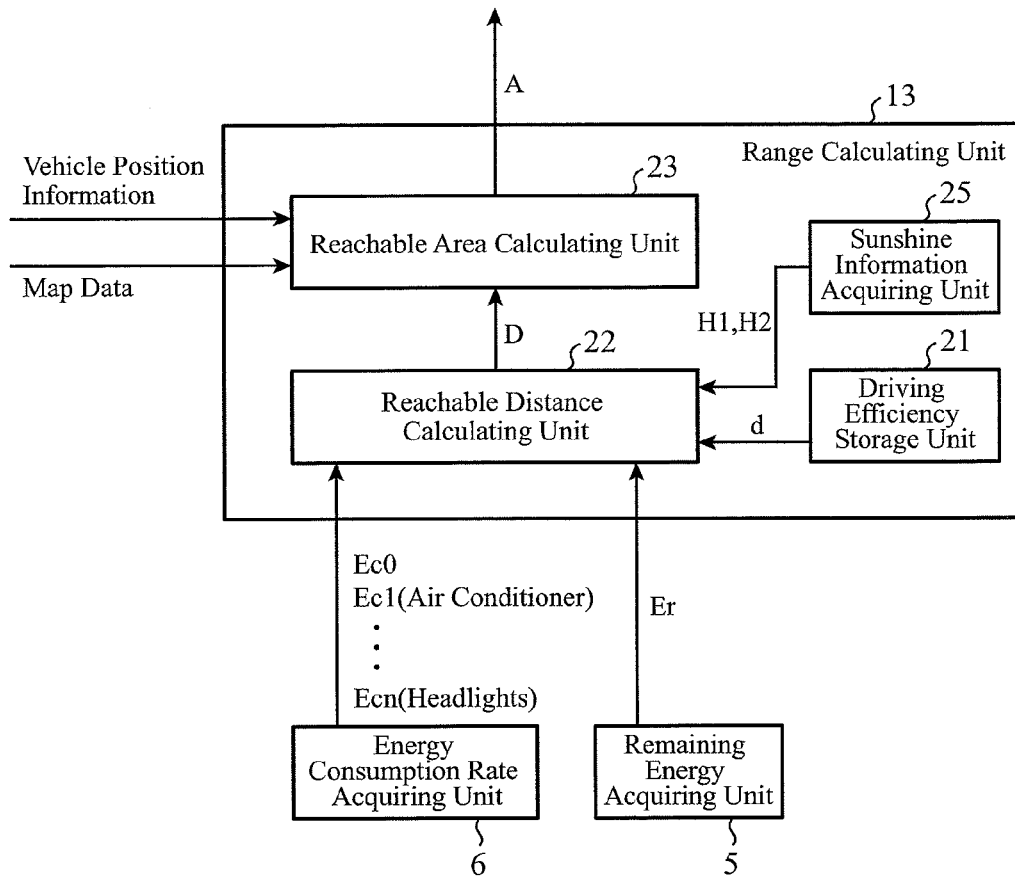 A
13
Range Calculating Unit
Vehicle Position
Information
Map Data
23
Reachable Area Calculating Unit
25
Sunshine
Information
Acquiring Unit
H1,H2
D
22
Reachable Distance
Calculating Unit
21
Driving
Efficiency
Storage Unit
d
Ec0
Ec1(Air Conditioner)
Ecn(Headlights)
Er
Energy
Consumption Rate
Acquiring Unit
6
Remaining
Energy
Acquiring Unit
5